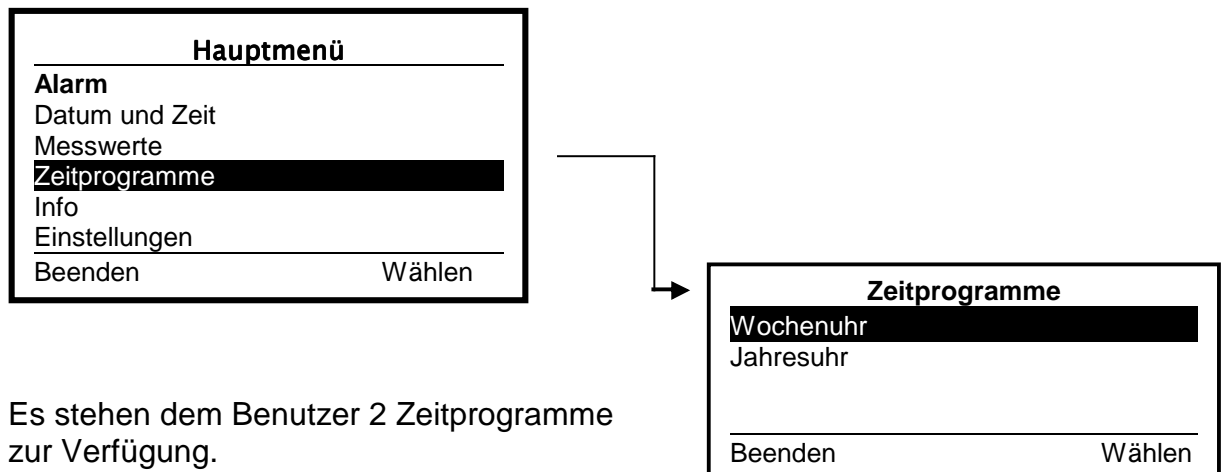 Hauptmenü
Alarm
Datum und Zeit
Messwerte
Zeitprogramme
Info
Einstellungen
Beenden Wählen
Zeitprogramme
Wochenuhr
Jahresuhr
Beenden Wählen
Es stehen dem Benutzer 2 Zeitprogramme
zur Verfügung.